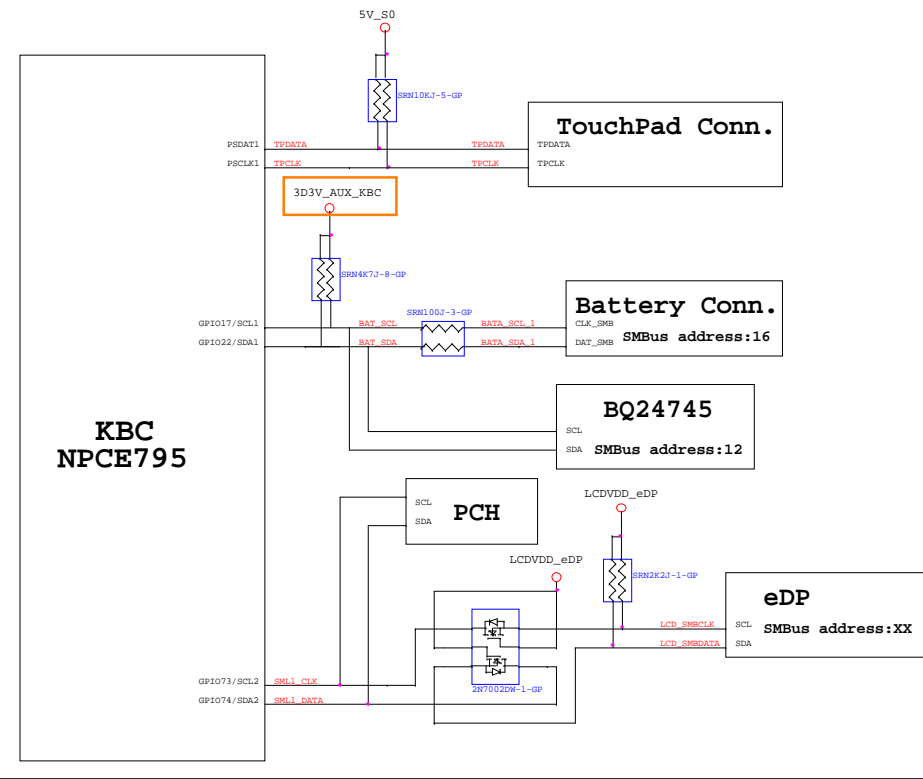 5V_S0
SRN10KJ-5-GP
TouchPad Conn.
PSDAT1 TPDATA TPDATA TPDATA
PSCLK1 TPCLK TPCLK TPCLK
3D3V_AUX_KBC
SRN4K7J-8-GP
SRN100J-3-GP
Battery Conn.
GPIO17/SCL1 BAT_SCL BATA_SCL_1 CLK_SMB
SMBus address:16
GPIO22/SDA1 BAT_SDA BATA_SDA_1 DAT_SMB
BQ24745
SCL
SDA SMBus address:12
KBC
NPCE795
SCL
PCH
SDA
LCDVDD_eDP
LCDVDD_eDP
SRN2K2J-1-GP
eDP
LCD_SMBCLK SCL
SMBus address:XX
LCD_SMBDATA SDA
GPIO73/SCL2 SML1_CLK
2N7002DW-1-GP
GPIO74/SDA2 SML1_DATA